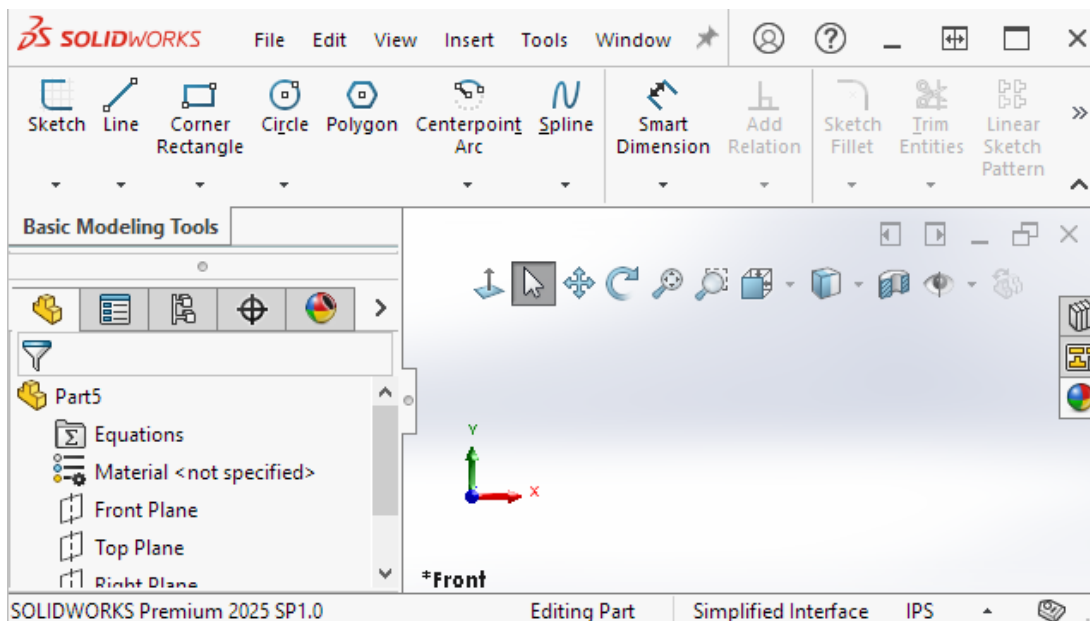 SOLIDWORKS File Edit View Insert Tools Window
Sketch Line Corner Rectangle Circle Polygon Centerpoint Arc Spline Smart Dimension Add Relation Sketch Fillet Trim Entities Linear Sketch Pattern
Basic Modeling Tools
Part5
Equations
Material <not specified>
Front Plane
Top Plane
Right Plane
Y
X
*Front
SOLIDWORKS Premium 2025 SP1.0 Editing Part Simplified Interface IPS